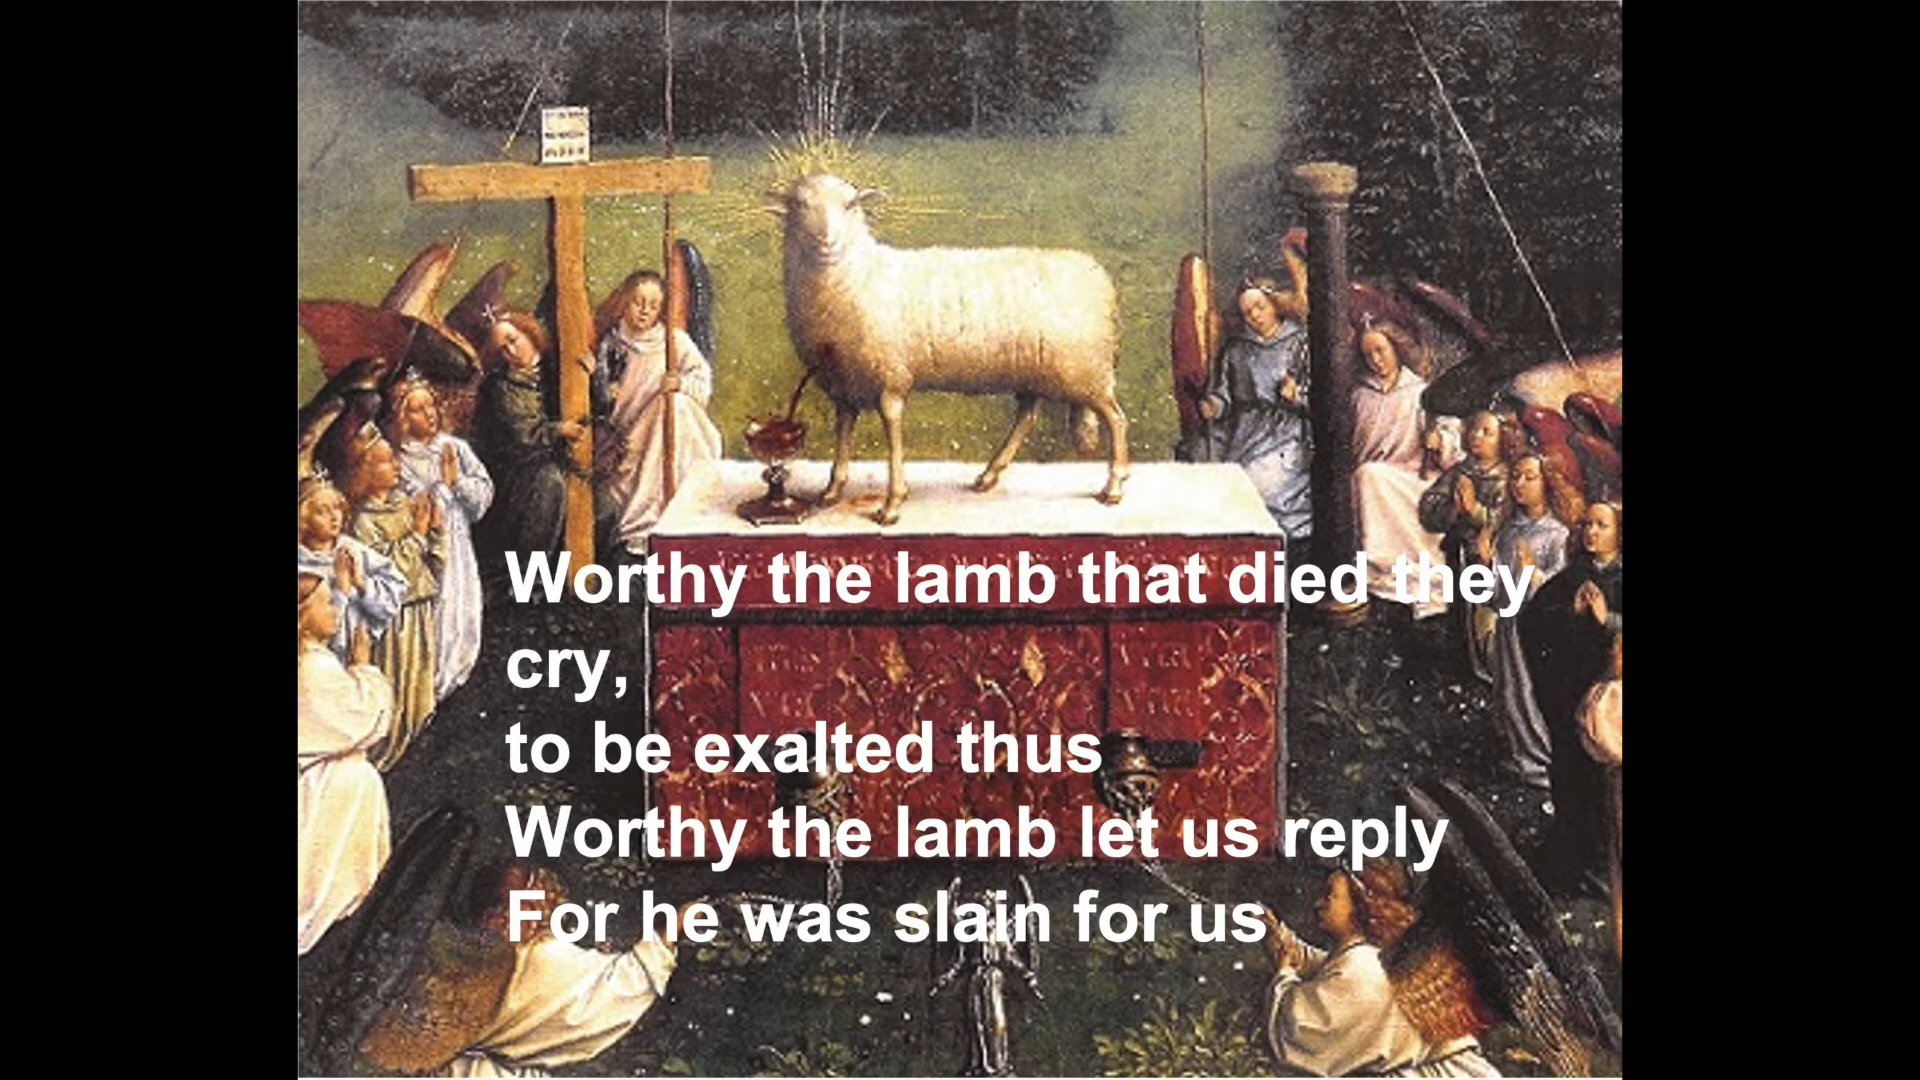 Worthy the lamb that died they
cry,
to be exalted thus
Worthy the lamb let us reply
For he was slain for us